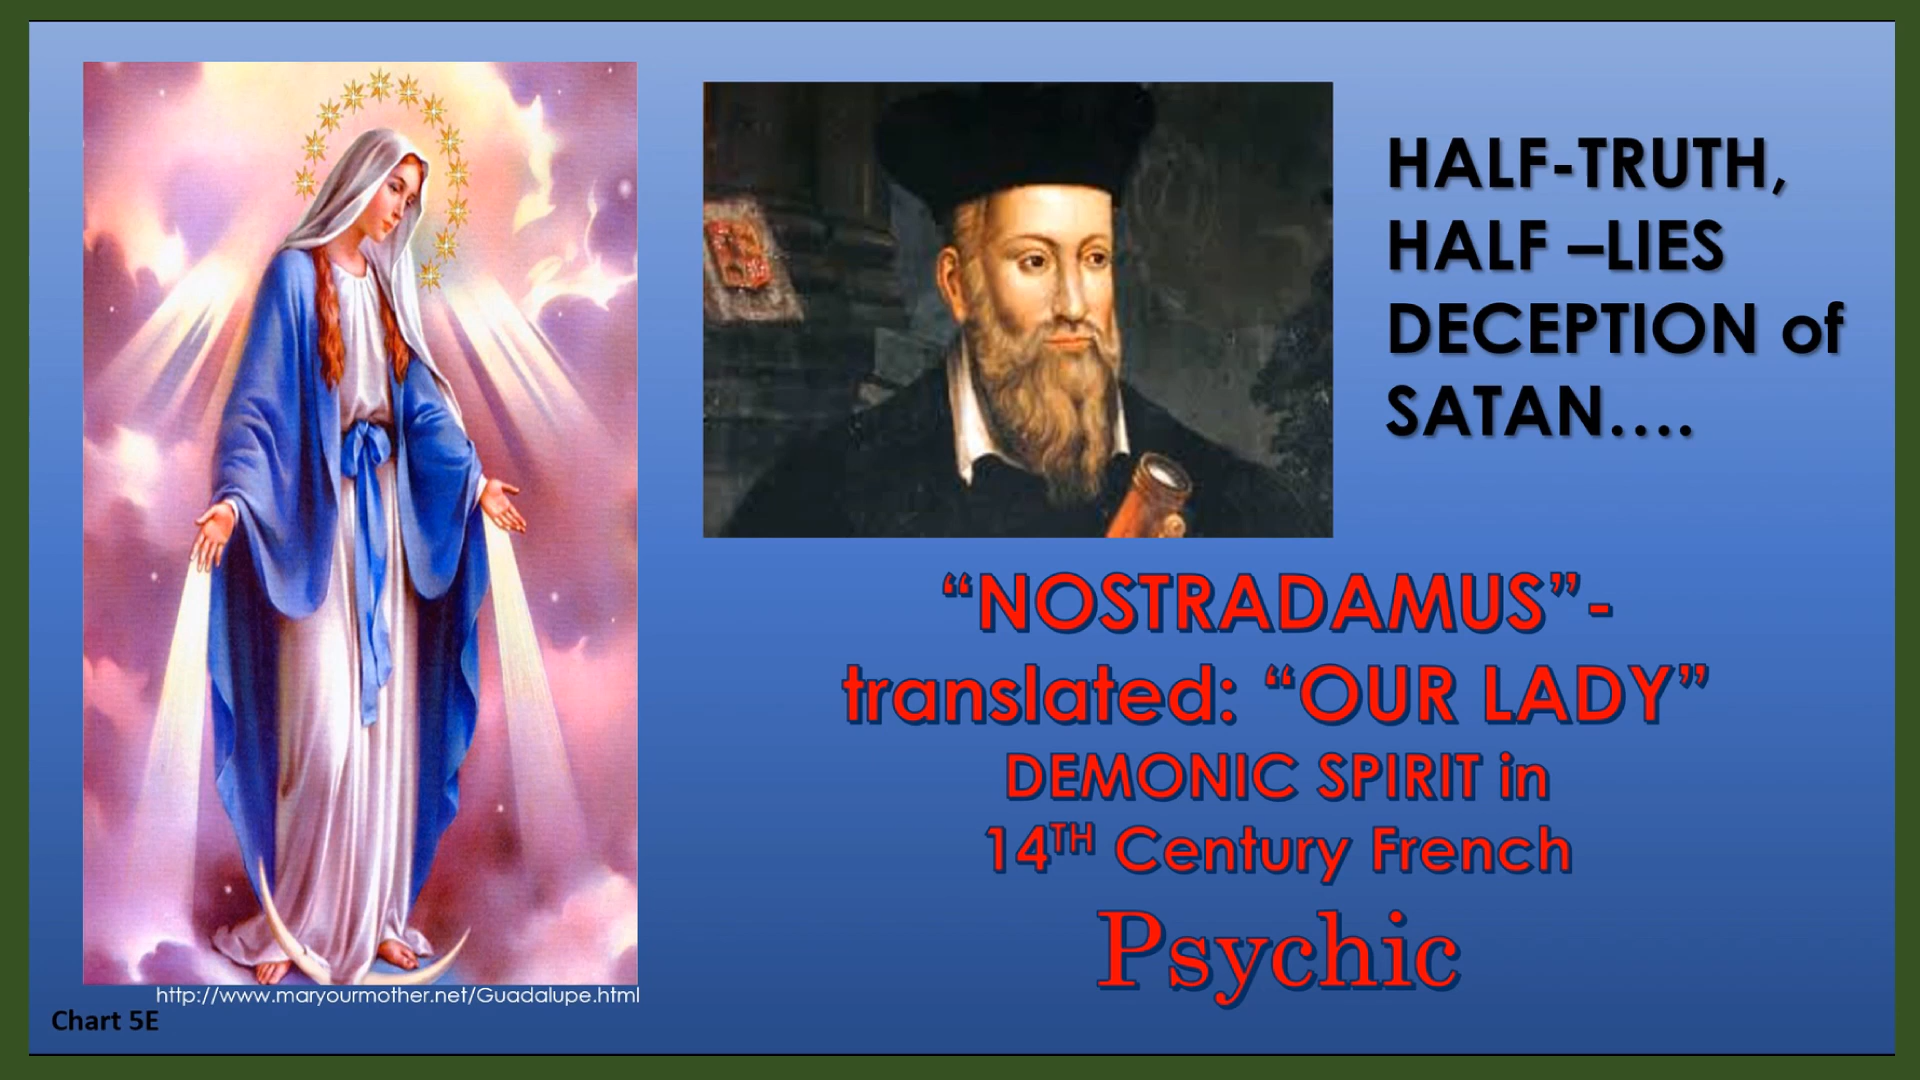 HALF-TRUTH,
HALF –LIES
DECEPTION of
SATAN….
“NOSTRADAMUS”-
translated: “OUR LADY”
DEMONIC SPIRIT in
14TH Century French
Psychic
http://www.maryourmother.net/Guadalupe.html
Chart 5E